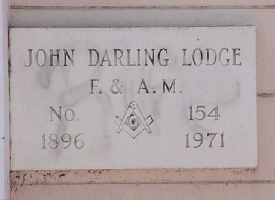 JOHN DARLING LODGE
F. & A.M.
No. G 154
1896 1971